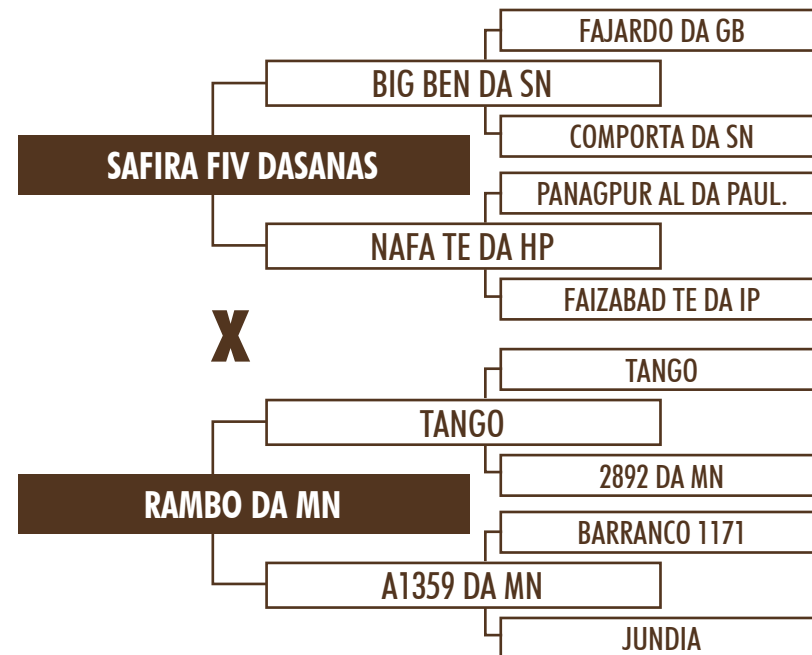 FAJARDO DA GB
BIG BEN DA SN
COMPORTA DA SN
SAFIRA FIV DASANAS
PANAGPUR AL DA PAUL.
NAFA TE DA HP
FAIZABAD TE DA IP
X
TANGO
TANGO
2892 DA MN
RAMBO DA MN
BARRANCO 1171
A1359 DA MN
JUNDIA